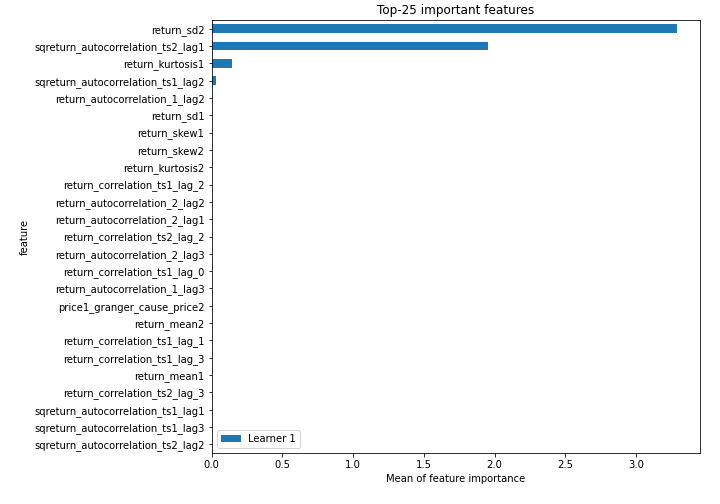 Top-25 important features
return_sd2
sqreturn_autocorrelation_ts2_lag1
return_kurtosis1
sqreturn_autocorrelation_ts1_lag2
return_autocorrelation_1_lag2
return_sd1
return_skew1
return_skew2
return_kurtosis2
return_correlation_ts1_lag_2
return_autocorrelation_2_lag2
return_autocorrelation_2_lag1
return_correlation_ts2_lag_2
return_autocorrelation_2_lag3
return_correlation_ts1_lag_0
return_autocorrelation_1_lag3
price1_granger_cause_price2
return_mean2
return_correlation_ts1_lag_1
return_correlation_ts1_lag_3
return_mean1
return_correlation_ts2_lag_3
sqreturn_autocorrelation_ts1_lag1
sqreturn_autocorrelation_ts1_lag3
sqreturn_autocorrelation_ts2_lag2
feature
Learner 1
0.0 0.5 1.0 1.5 2.0 2.5 3.0
Mean of feature importance